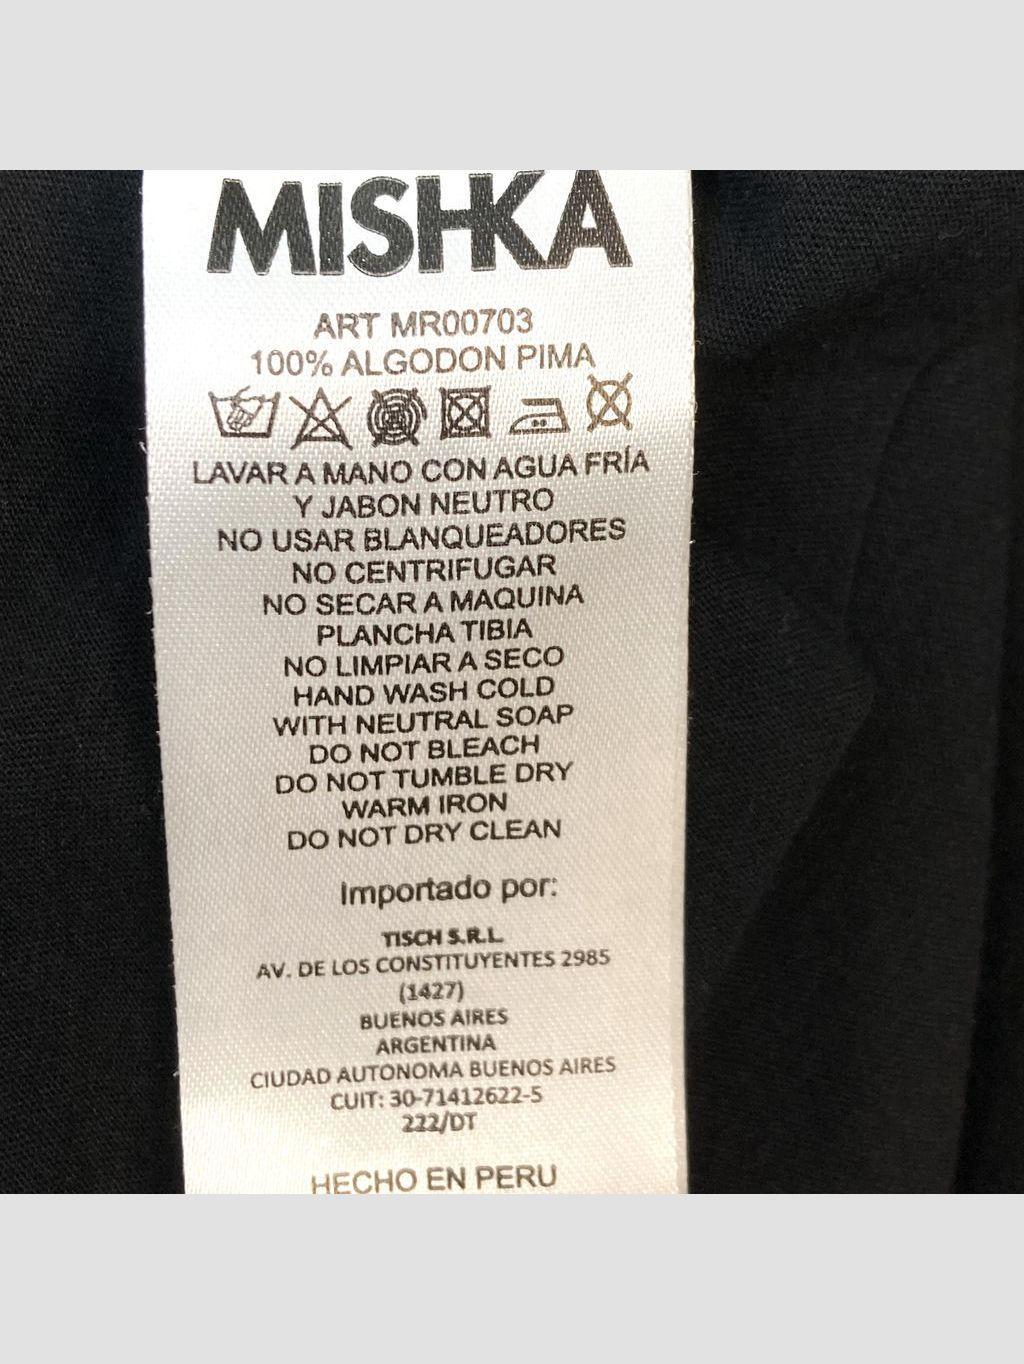 MISHKA
ART MR00703
100% ALGODON PIMA
LAVAR A MANO CON AGUA FRÍA
Y JABON NEUTRO
NO USAR BLANQUEADORES
NO CENTRIFUGAR
NO SECAR A MAQUINA
PLANCHA TIBIA
NO LIMPIAR A SECO
HAND WASH COLD
WITH NEUTRAL SOAP
DO NOT BLEACH
DO NOT TUMBLE DRY
WARM IRON
DO NOT DRY CLEAN
Importado por:
TISCH S.R.L.
AV. DE LOS CONSTITUYENTES 2985
(1427)
BUENOS AIRES
ARGENTINA
CIUDAD AUTONOMA BUENOS AIRES
CUIT: 30-71412622-5
222/DT
HECHO EN PERU